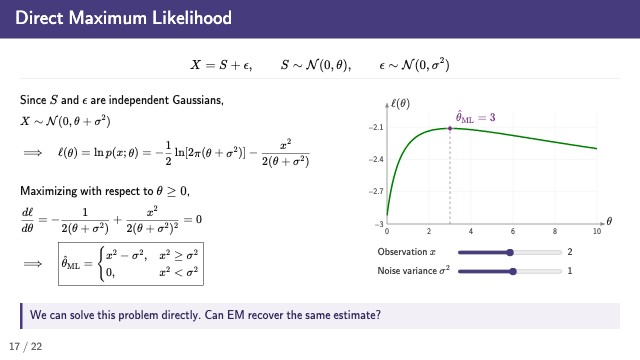 Direct Maximum Likelihood
X = S + ϵ, S ∼ 𝒩(0, θ), ϵ ∼ 𝒩(0, σ²)
Since S and ϵ are independent Gaussians,
X ∼ 𝒩(0, θ + σ²)
⟹ ℓ(θ) = ln p(x; θ) = −1/2 ln[2π(θ + σ²)] − x²/2(θ + σ²)
Maximizing with respect to θ ≥ 0,
dℓ/dθ = −1/2(θ + σ²) + x²/2(θ + σ²)² = 0
⟹ θ̂_ML = { x² − σ², x² ≥ σ²
0, x² < σ²
ℓ(θ)
θ̂_ML = 3
−2.1
−2.4
−2.7
−3
0 2 4 6 8 10 θ
Observation x 2
Noise variance σ² 1
We can solve this problem directly. Can EM recover the same estimate?
17 / 22